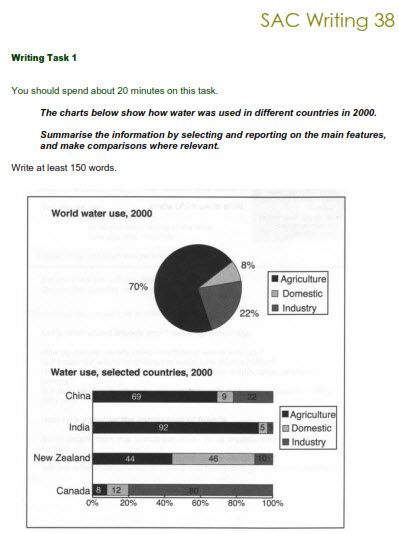 SAC Writing 38
Writing Task 1
You should spend about 20 minutes on this task.
The charts below show how water was used in different countries in 2000.
Summarise the information by selecting and reporting on the main features,
and make comparisons where relevant.
Write at least 150 words.
World water use, 2000
8%
70%
22%
Agriculture
Domestic
Industry
Water use, selected countries, 2000
China 69 9 22
India 92 5
New Zealand 44 46 10
Canada 8 12 80
0% 20% 40% 60% 80% 100%
Agriculture
Domestic
Industry